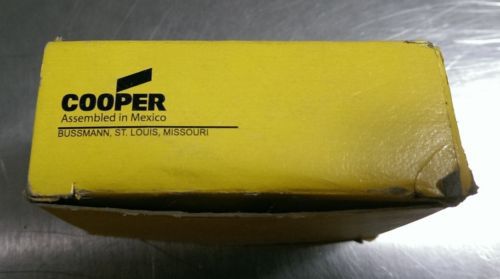 COOPER
Assembled in Mexico
BUSSMANN, ST. LOUIS, MISSOURI